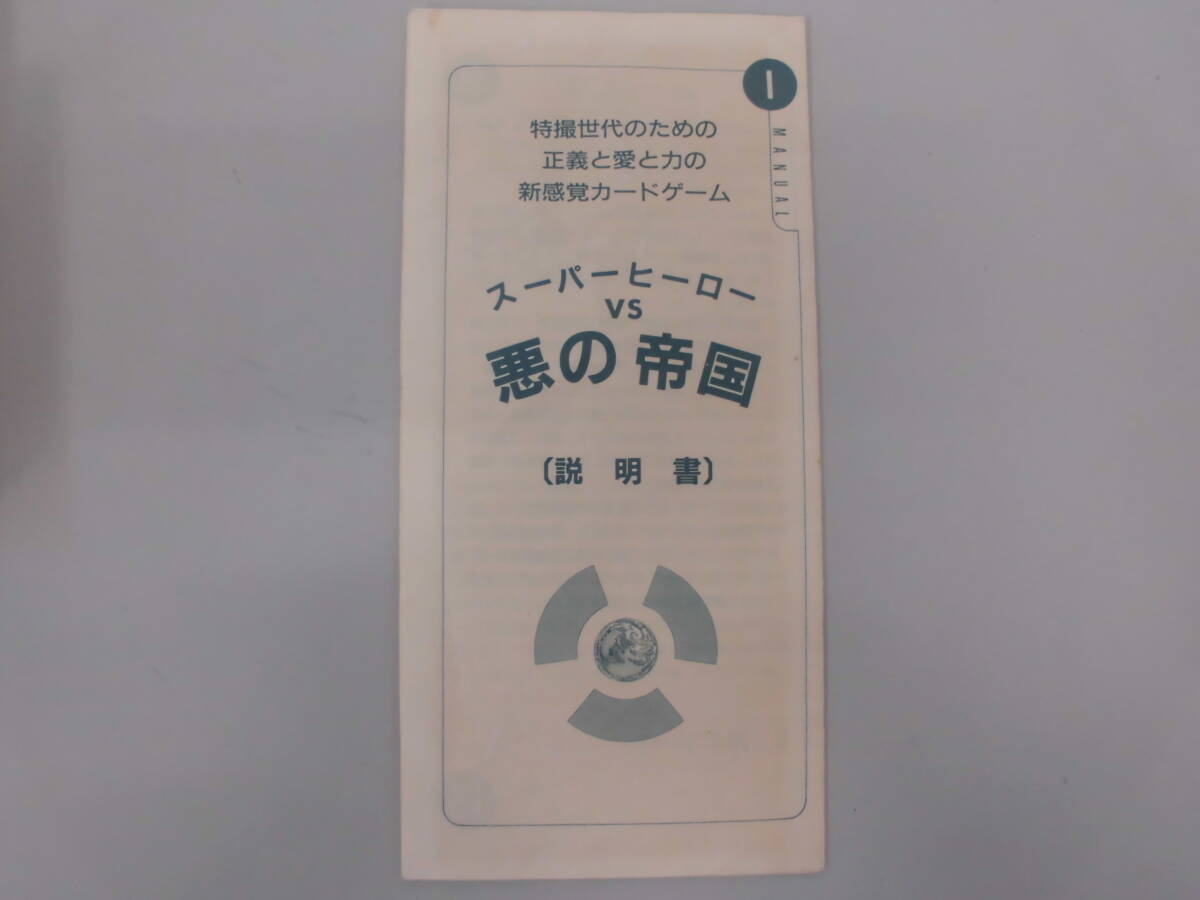 1
MANUAL
特撮世代のための
正義と愛と力の
新感覚カードゲーム
スーパーヒーロー
VS
悪の帝国
〔説明書〕